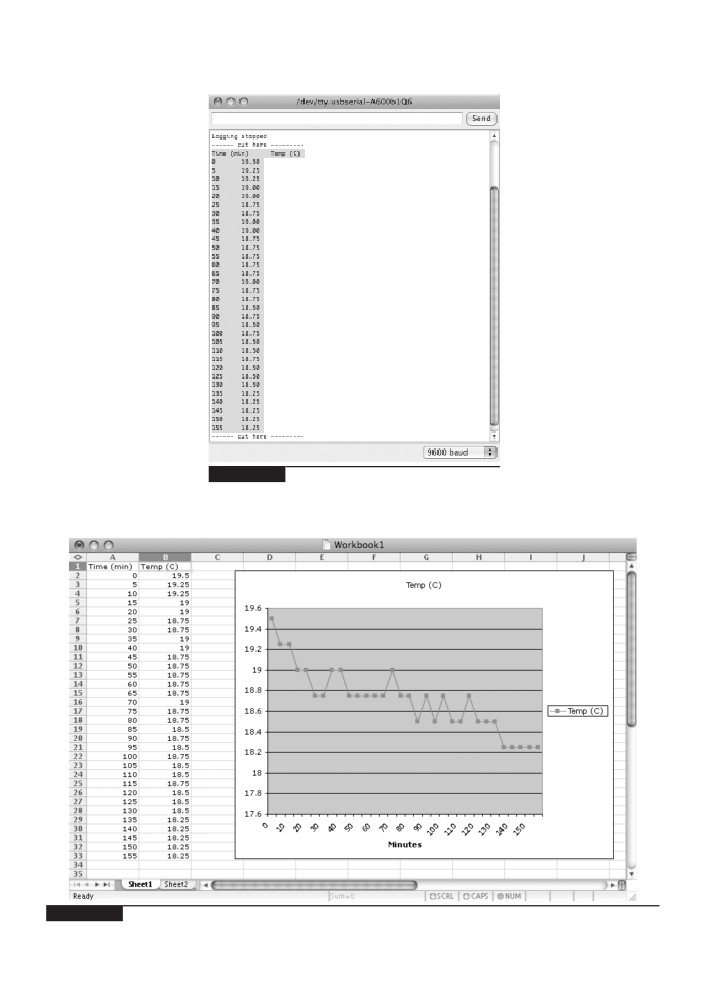 /dev/tty.usbserial-A600b1Q6
Send
Logging stopped
------ cut here ---------
Time (min) Temp (C)
0 19.50
5 19.25
10 19.25
15 19.00
20 19.00
25 18.75
30 18.75
35 19.00
40 19.00
45 18.75
50 18.75
55 18.75
60 18.75
65 18.75
70 19.00
75 18.75
80 18.75
85 18.50
90 18.75
95 18.50
100 18.75
105 18.50
110 18.50
115 18.75
120 18.50
125 18.50
130 18.50
135 18.25
140 18.25
145 18.25
150 18.25
155 18.25
------ cut here ---------
9600 baud
Workbook1
A B C D E F G H I J
1 Time (min) Temp (C)
2 0 19.5
3 5 19.25
4 10 19.25
5 15 19
6 20 19
7 25 18.75
8 30 18.75
9 35 19
10 40 19
11 45 18.75
12 50 18.75
13 55 18.75
14 60 18.75
15 65 18.75
16 70 19
17 75 18.75
18 80 18.75
19 85 18.5
20 90 18.75
21 95 18.5
22 100 18.75
23 105 18.5
24 110 18.5
25 115 18.75
26 120 18.5
27 125 18.5
28 130 18.5
29 135 18.25
30 140 18.25
31 145 18.25
32 150 18.25
33 155 18.25
34
35
Temp (C)
19.6
19.4
19.2
19
18.8
18.6
18.4
18.2
18
17.8
17.6
0 10 20 30 40 50 60 70 80 90 100 110 120 130 140 150
Minutes
Temp (C)
Sheet1 Sheet2
Ready Sum=0 SCRL CAPS NUM